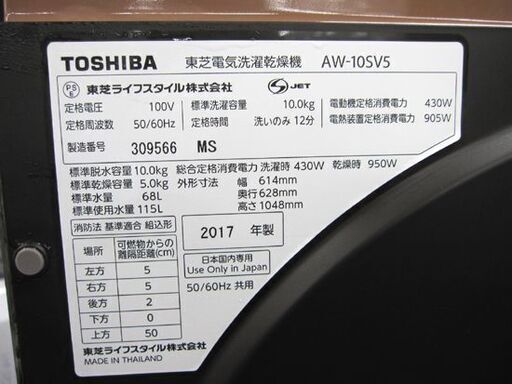 TOSHIBA 東芝電気洗濯乾燥機 AW-10SV5
PS E 東芝ライフスタイル株式会社 S JET
定格電圧 100V 標準洗濯容量 10.0kg 電動機定格消費電力 430W
定格周波数 50/60Hz 定格時間 洗いのみ 12分 電熱装置定格消費電力 905W
製造番号 309566 MS
標準脱水容量 10.0kg 総合定格消費電力 洗濯時 430W 乾燥時 950W
標準乾燥容量 5.0kg 外形寸法 幅 614mm
標準水量 68L 奥行 628mm
標準使用水量 115L 高さ 1048mm
消防法 基準適合 組込形
場所 可燃物からの離隔距離(cm)
左方 5
右方 5
後方 2
下方 0
上方 50
2017 年製
日本国内専用
Use Only in Japan
50/60Hz 共用
東芝ライフスタイル株式会社
MADE IN THAILAND